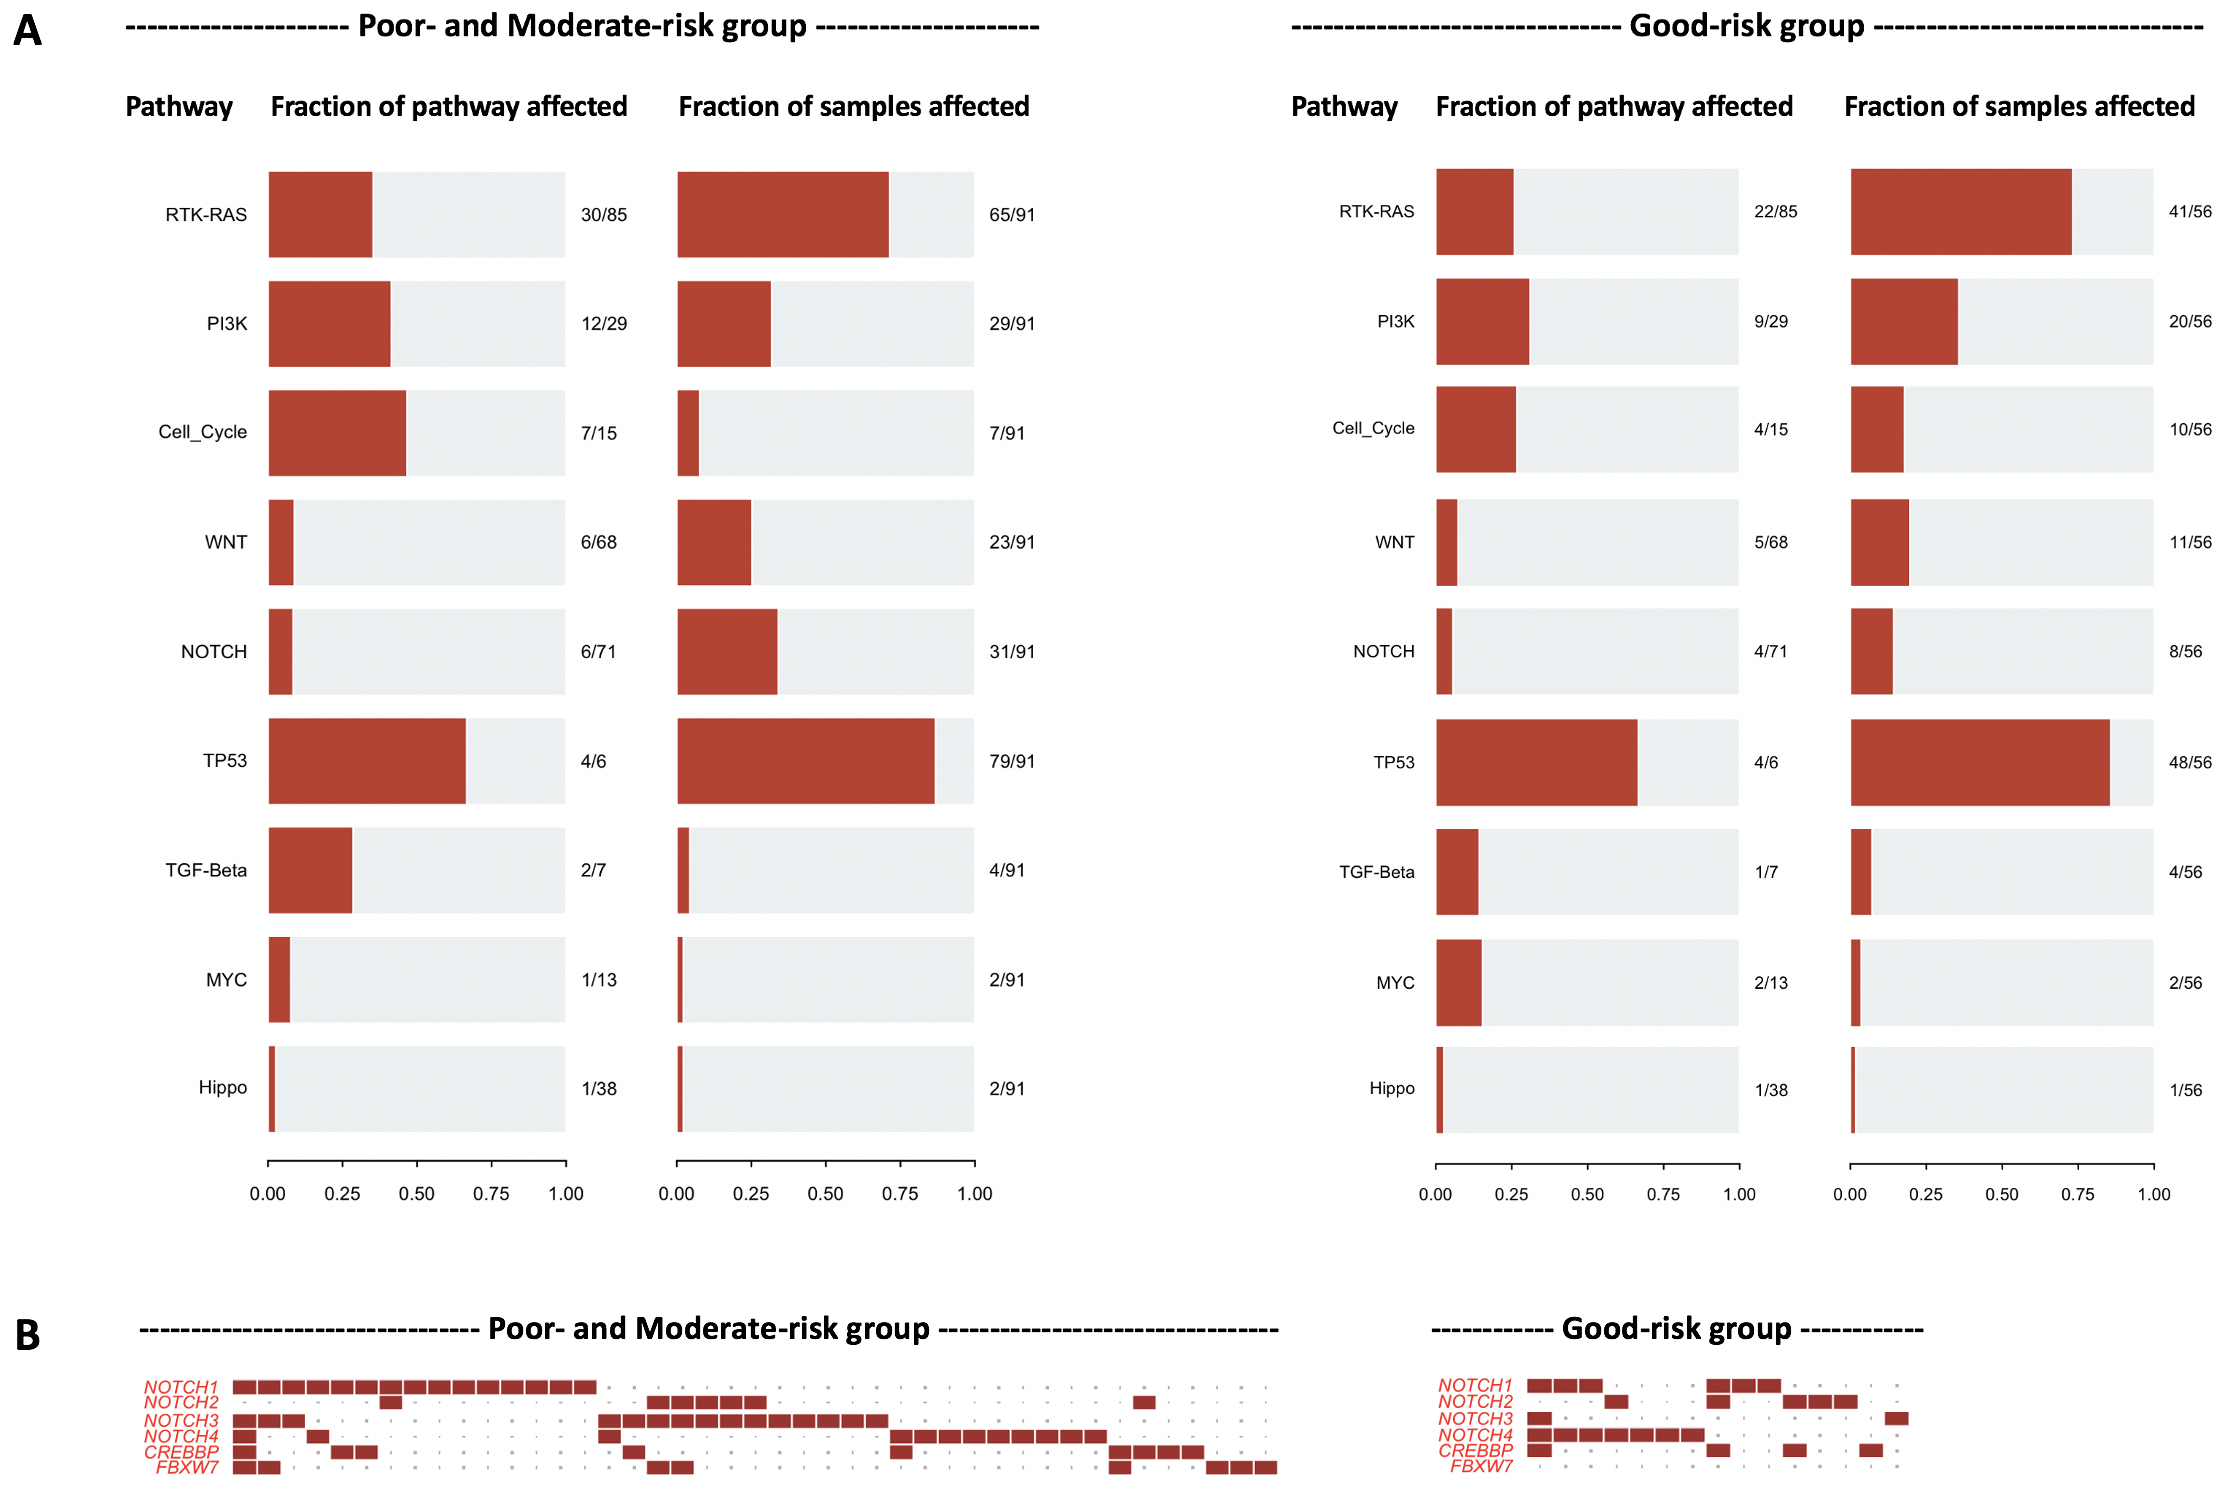 A
---------------------- Poor- and Moderate-risk group ----------------------
Pathway Fraction of pathway affected Fraction of samples affected
RTK-RAS 30/85 65/91
PI3K 12/29 29/91
Cell_Cycle 7/15 7/91
WNT 6/68 23/91
NOTCH 6/71 31/91
TP53 4/6 79/91
TGF-Beta 2/7 4/91
MYC 1/13 2/91
Hippo 1/38 2/91
0.00 0.25 0.50 0.75 1.00 0.00 0.25 0.50 0.75 1.00
-------------------------------- Good-risk group --------------------------------
Pathway Fraction of pathway affected Fraction of samples affected
RTK-RAS 22/85 41/56
PI3K 9/29 20/56
Cell_Cycle 4/15 10/56
WNT 5/68 11/56
NOTCH 4/71 8/56
TP53 4/6 48/56
TGF-Beta 1/7 4/56
MYC 2/13 2/56
Hippo 1/38 1/56
0.00 0.25 0.50 0.75 1.00 0.00 0.25 0.50 0.75 1.00
B
---------------------------------- Poor- and Moderate-risk group ----------------------------------
NOTCH1
NOTCH2
NOTCH3
NOTCH4
CREBBP
FBXW7
------------ Good-risk group ------------
NOTCH1
NOTCH2
NOTCH3
NOTCH4
CREBBP
FBXW7